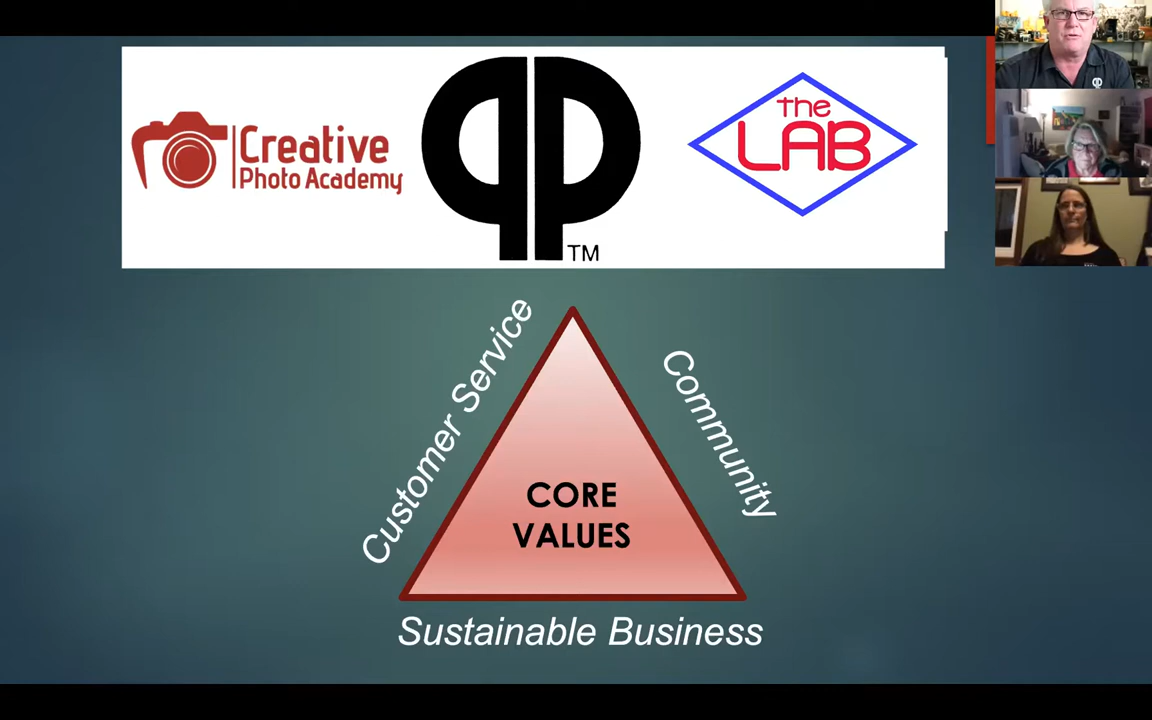 Creative
Photo Academy
TM
the
LAB
Customer Service
Community
CORE
VALUES
Sustainable Business